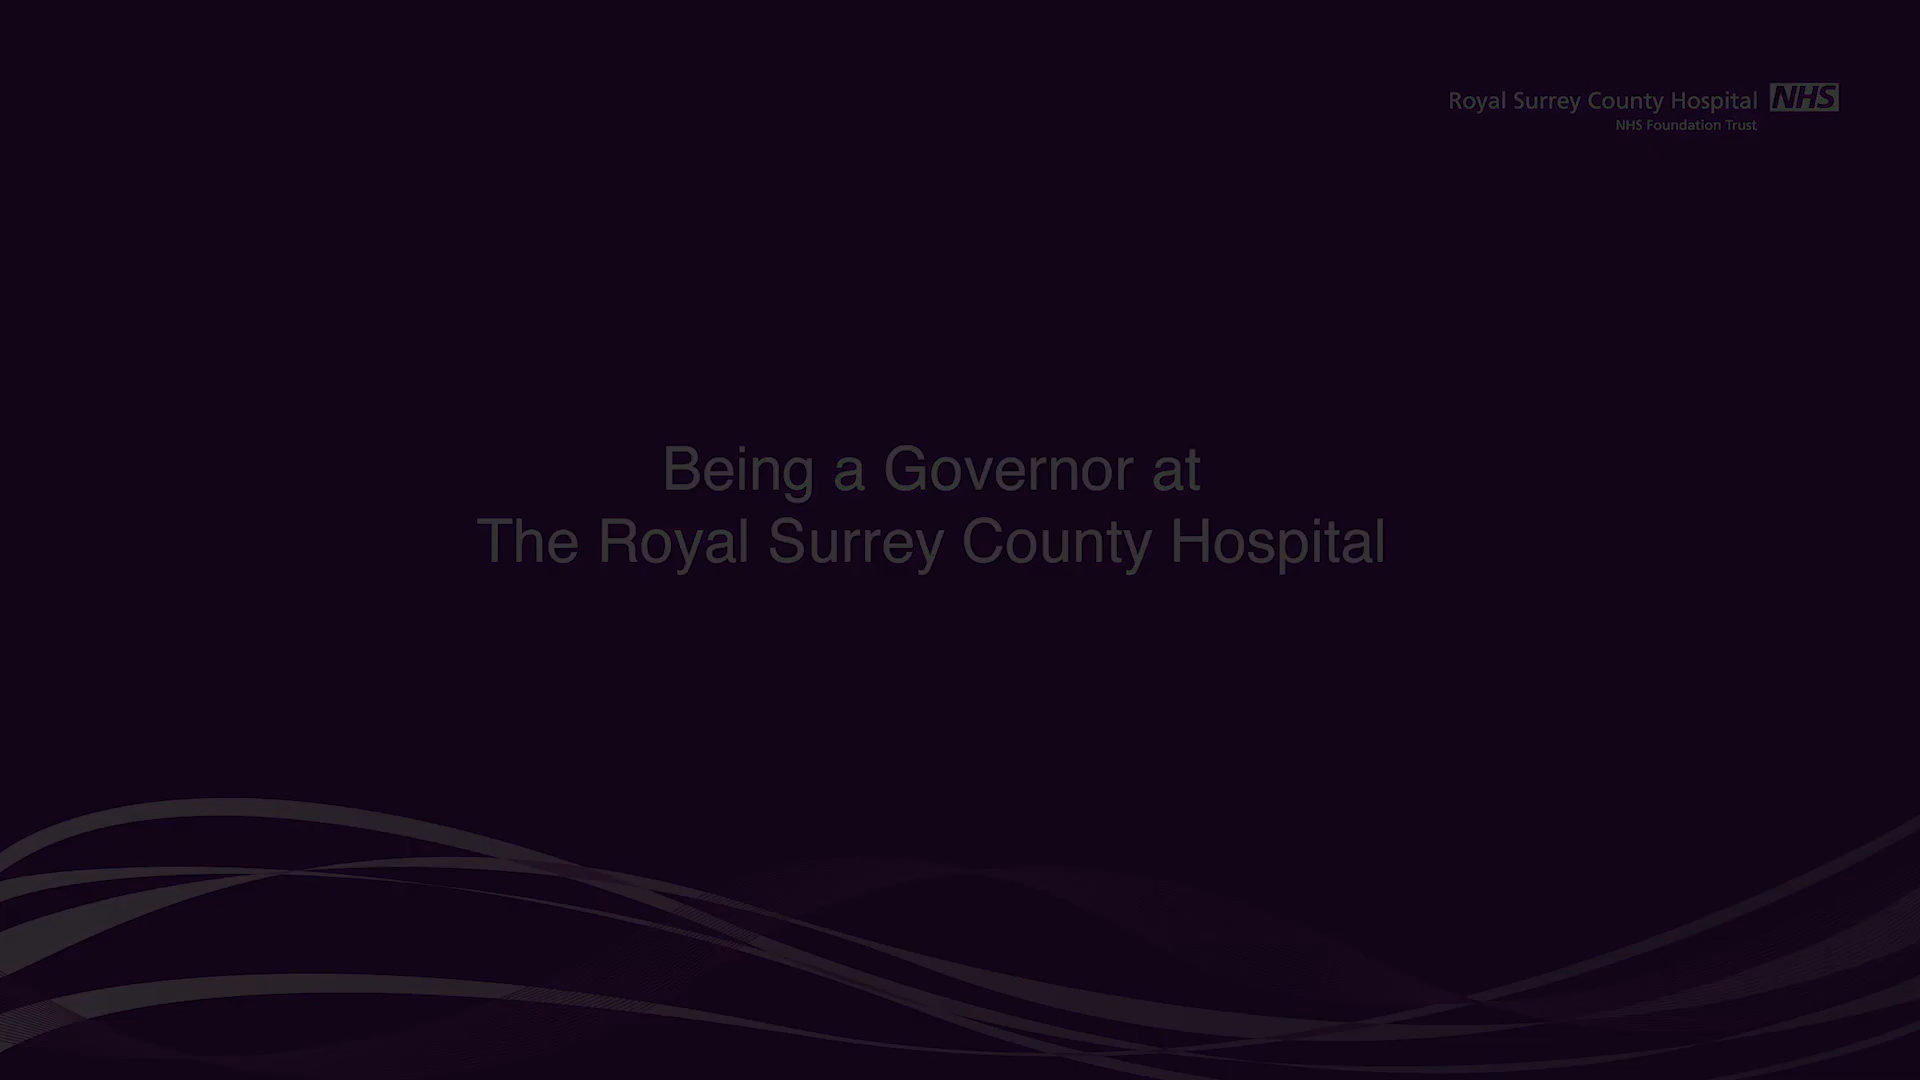 Royal Surrey County Hospital NHS
NHS Foundation Trust
Being a Governor at
The Royal Surrey County Hospital